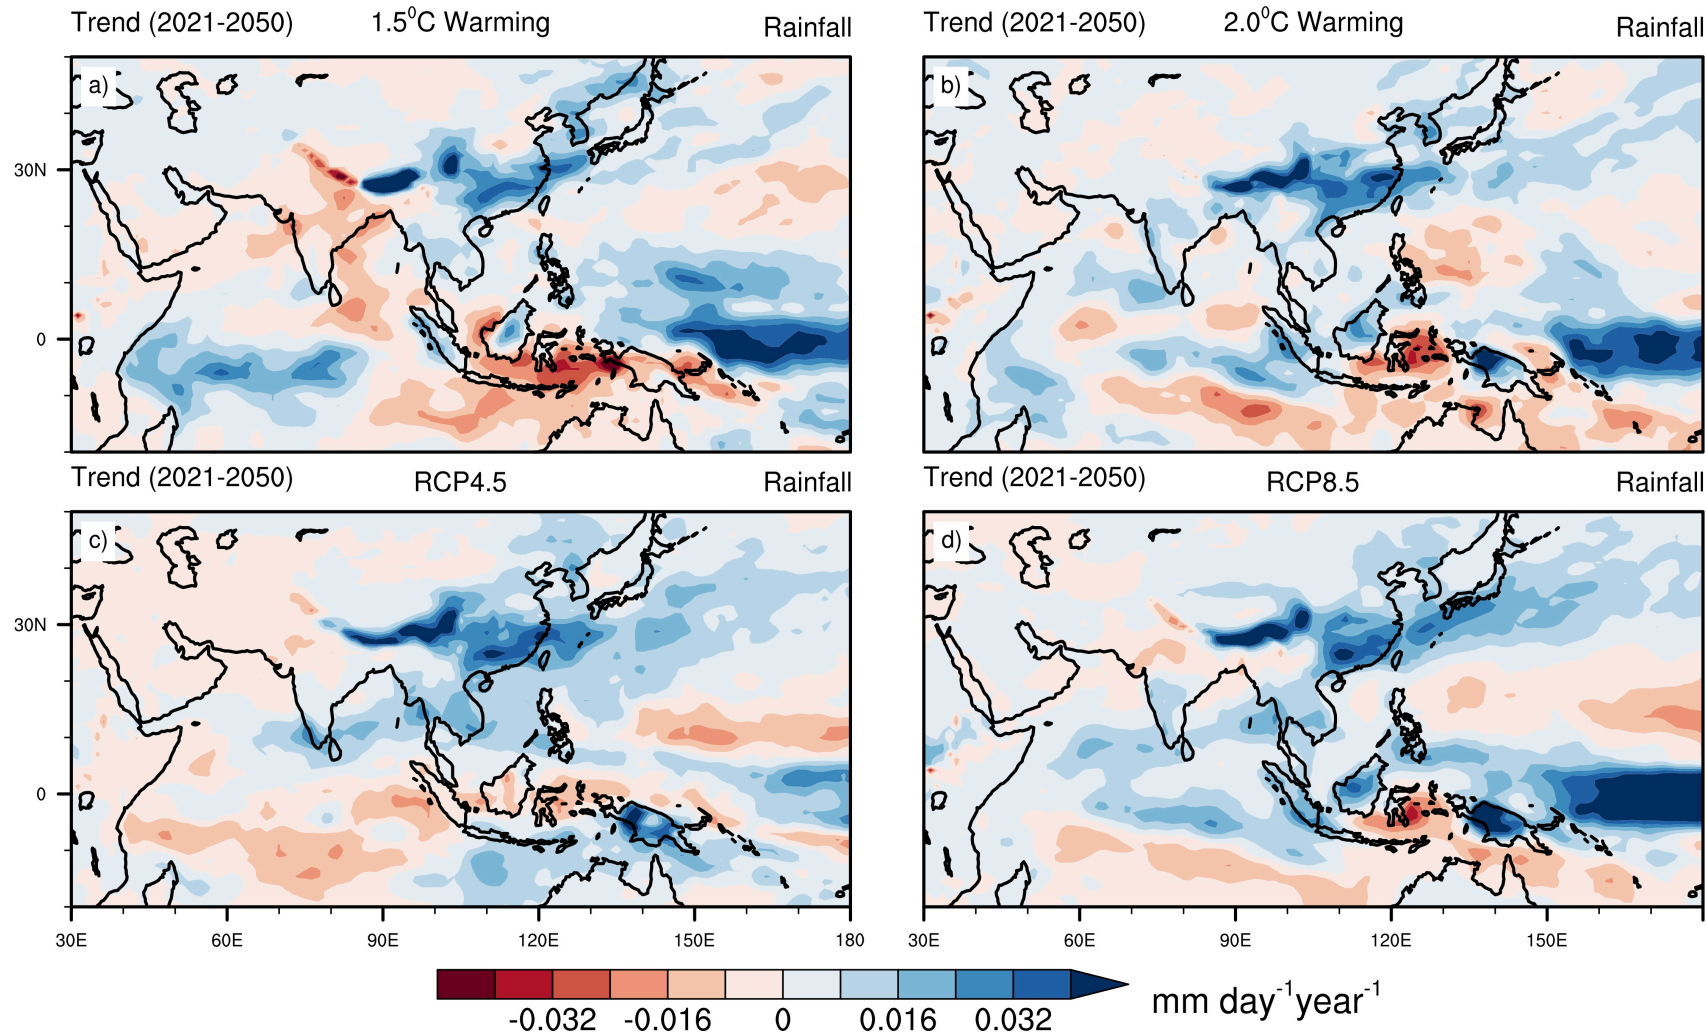 Trend (2021-2050) 1.5⁰C Warming Rainfall
Trend (2021-2050) 2.0⁰C Warming Rainfall
a)
b)
30N
0
Trend (2021-2050) RCP4.5 Rainfall
Trend (2021-2050) RCP8.5 Rainfall
c)
d)
30N
0
30E 60E 90E 120E 150E 180
30E 60E 90E 120E 150E
-0.032 -0.016 0 0.016 0.032
mm day⁻¹year⁻¹